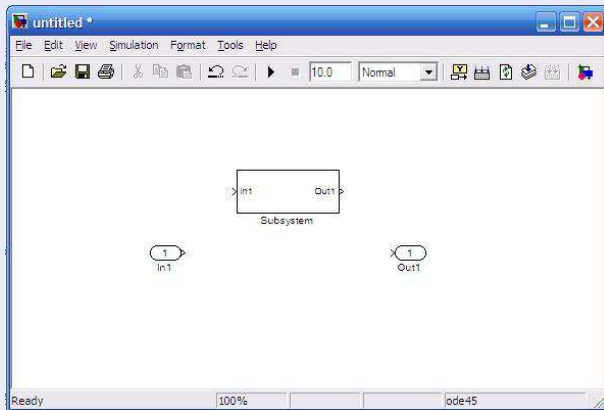 untitled *
File Edit View Simulation Format Tools Help
10.0 Normal
In1 Out1
Subsystem
1 1
In1 Out1
Ready 100% ode45